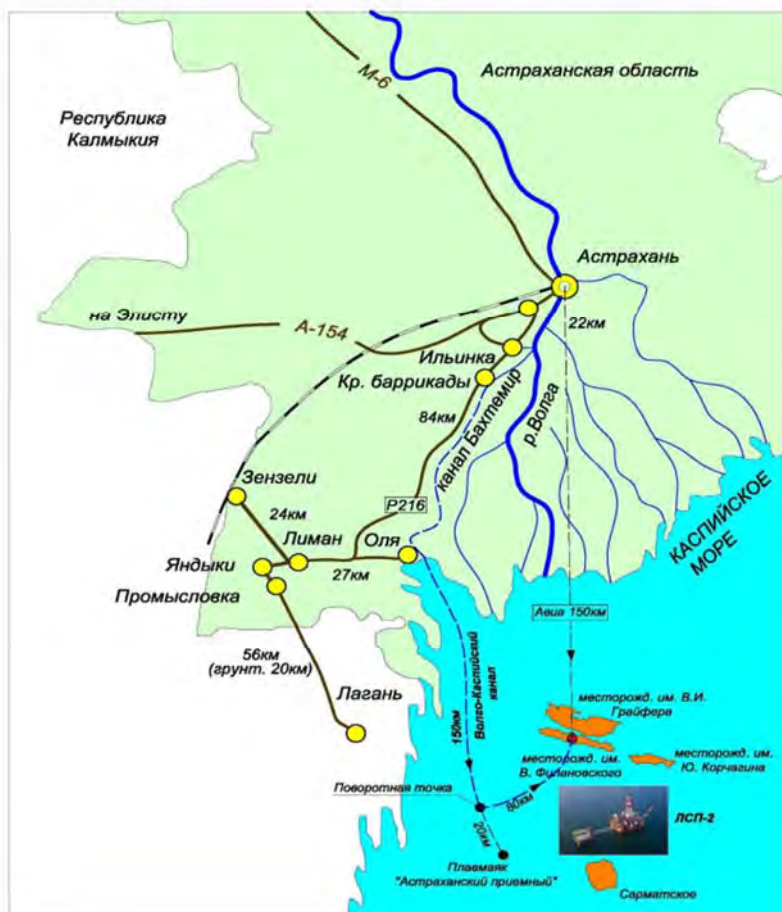 М-6
Астраханская область
Республика
Калмыкия
Астрахань
на Элисту
А-154
22км
Ильинка
Кр. баррикады
канал Бахтемир
р.Волга
84км
КАСПИЙСКОЕ
МОРЕ
Зензели
24км
Р216
Лиман
Оля
Яндыки
27км
Промысловка
Авиа 150км
56км
(грунт. 20км)
Волго-Каспийский
канал
150км
Лагань
месторожд. им. В.И.
Грайфера
месторожд. им.
В. Филановского
месторожд. им.
Ю. Корчагина
Поворотная точка
80км
20км
ЛСП-2
Плавмаяк
"Астраханский приемный"
Сарматское